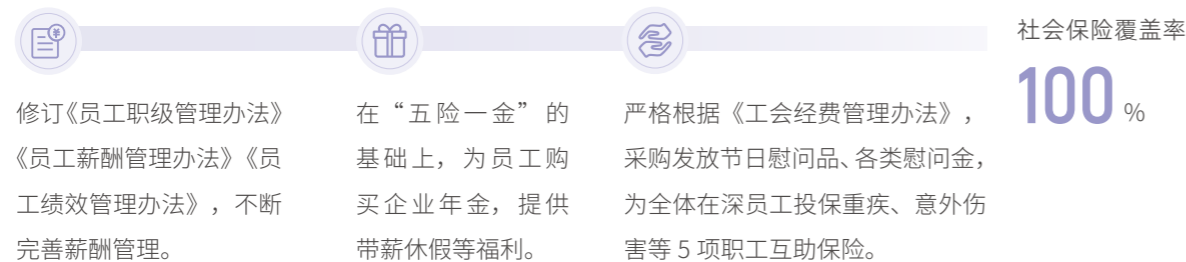 修订《员工职级管理办法》
《员工薪酬管理办法》《员
工绩效管理办法》，不断
完善薪酬管理。
在“五险一金”的
基础上，为员工购
买企业年金，提供
带薪休假等福利。
严格根据《工会经费管理办法》，
采购发放节日慰问品、各类慰问金，
为全体在深员工投保重疾、意外伤
害等 5 项职工互助保险。
社会保险覆盖率
100 %